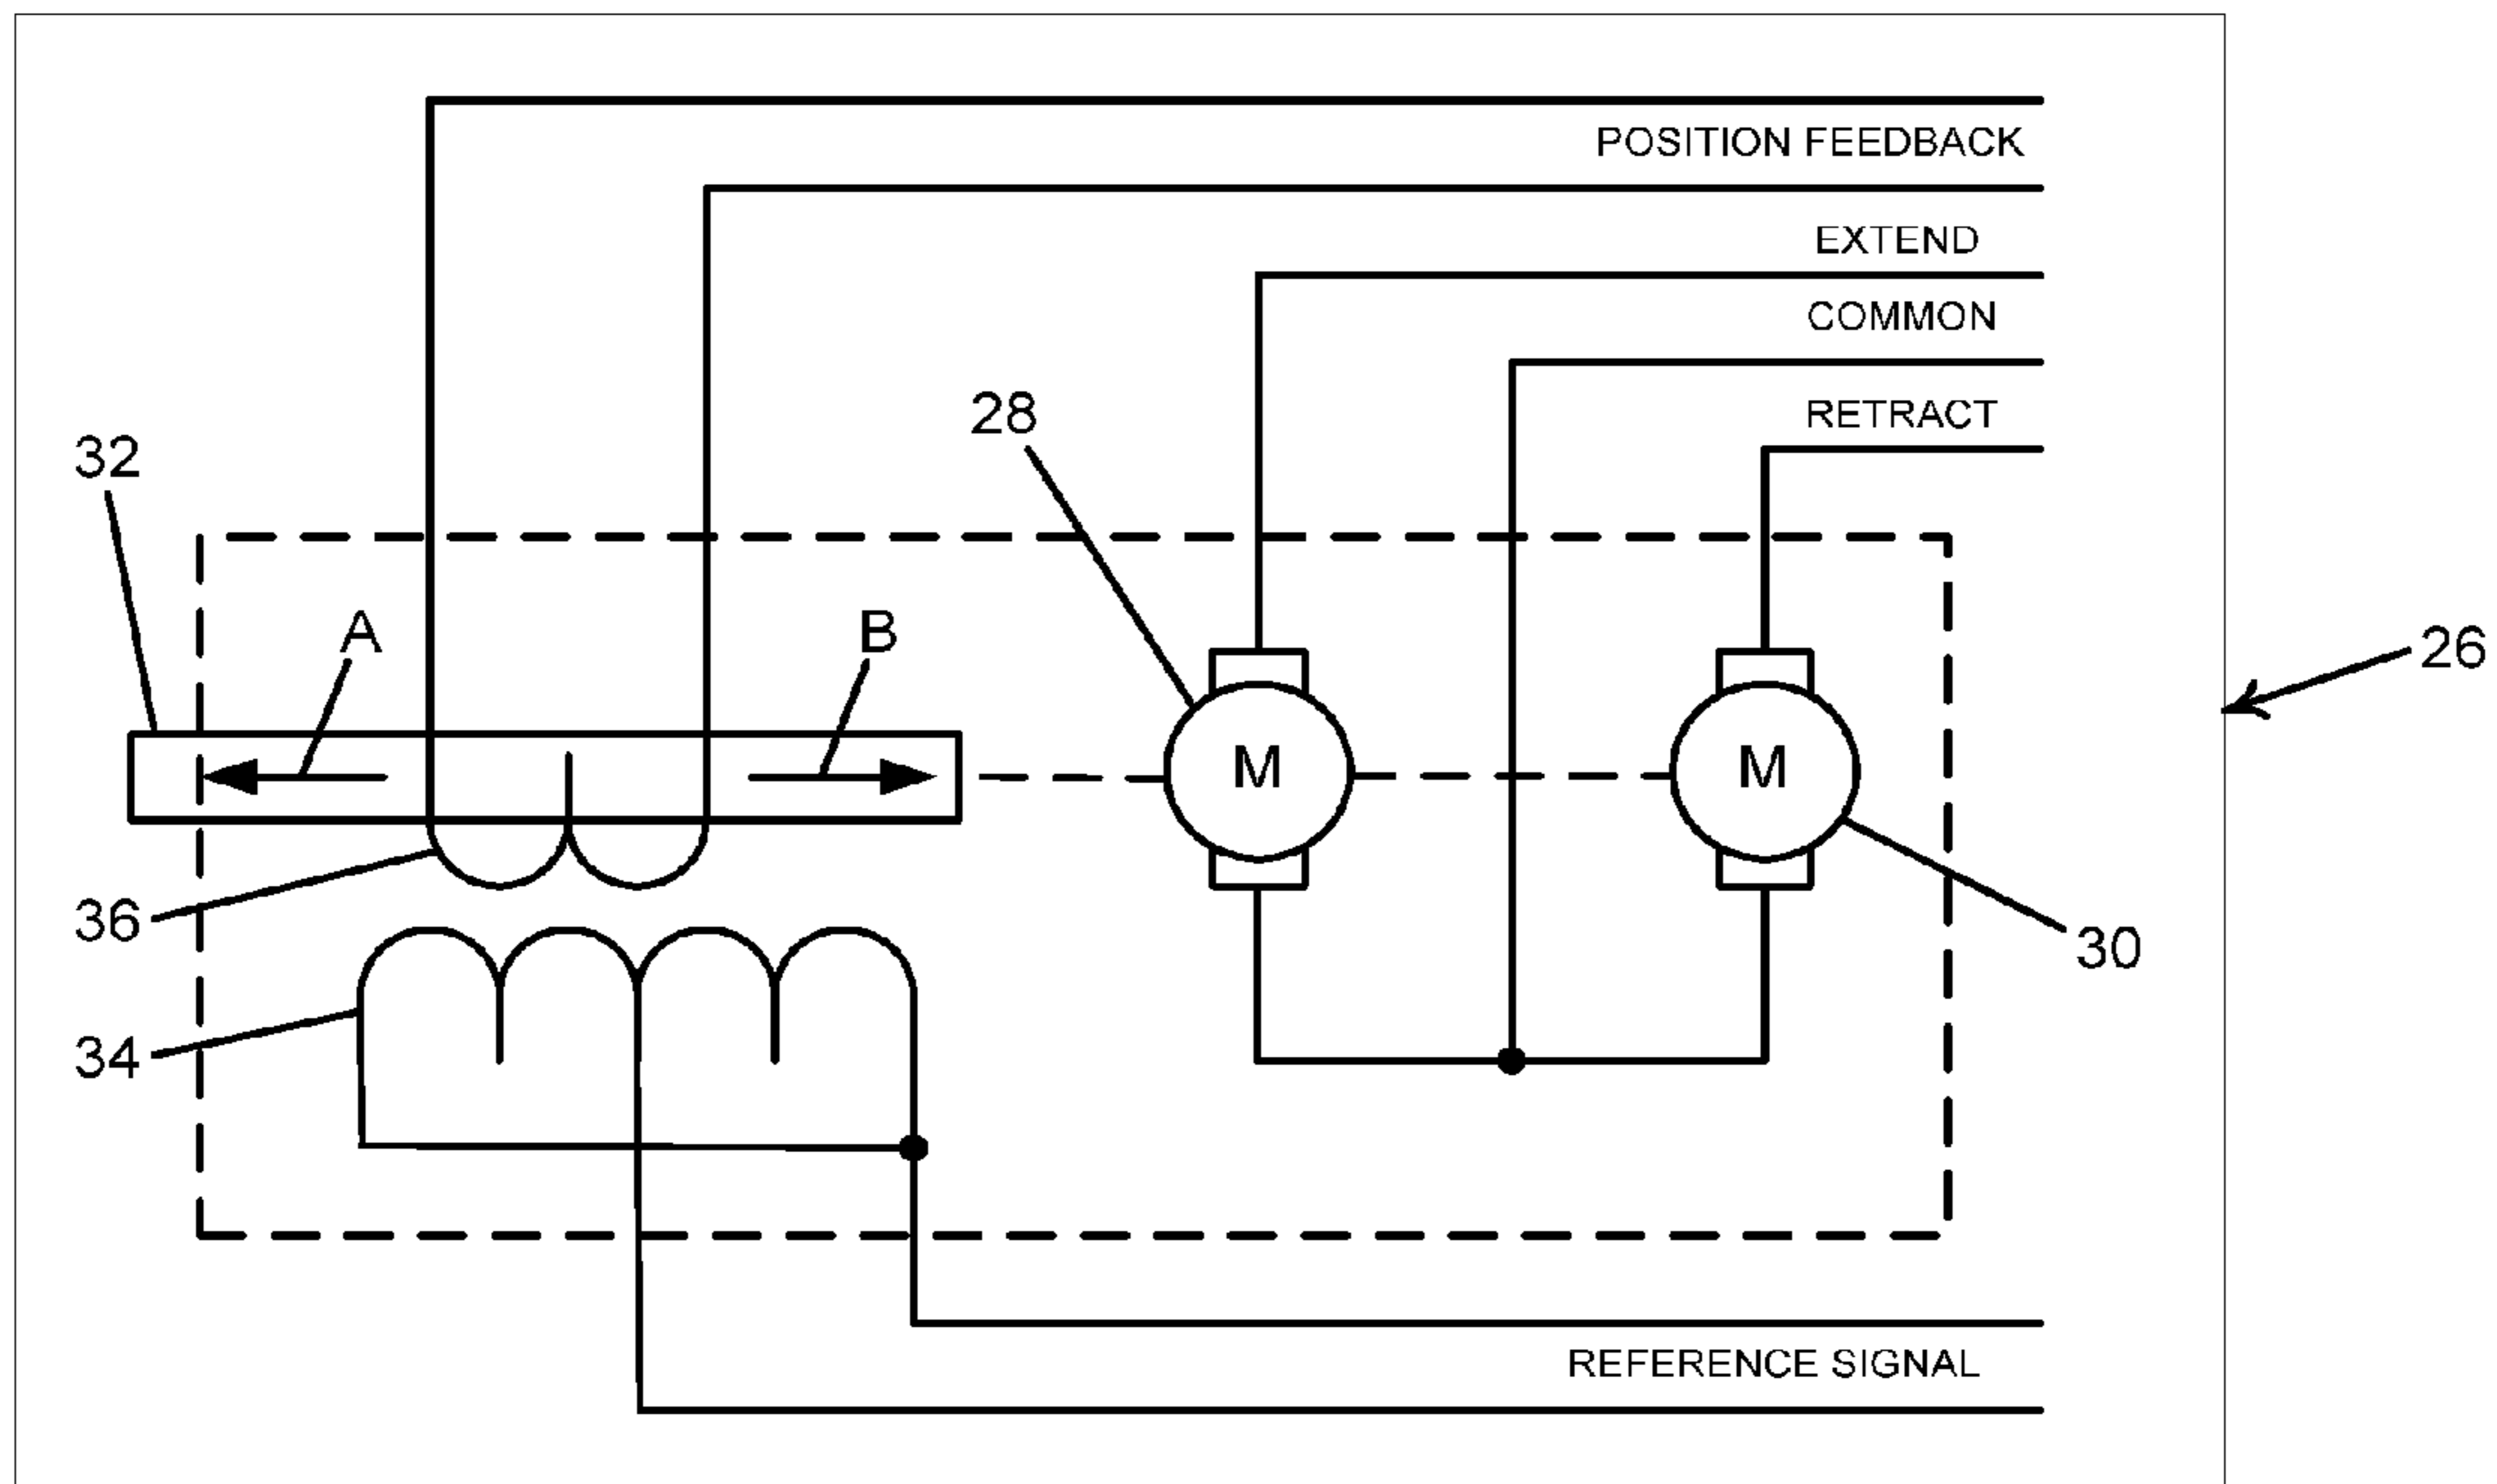 POSITION FEEDBACK
EXTEND
COMMON
RETRACT
28
32
A
B
26
M
M
36
30
34
REFERENCE SIGNAL